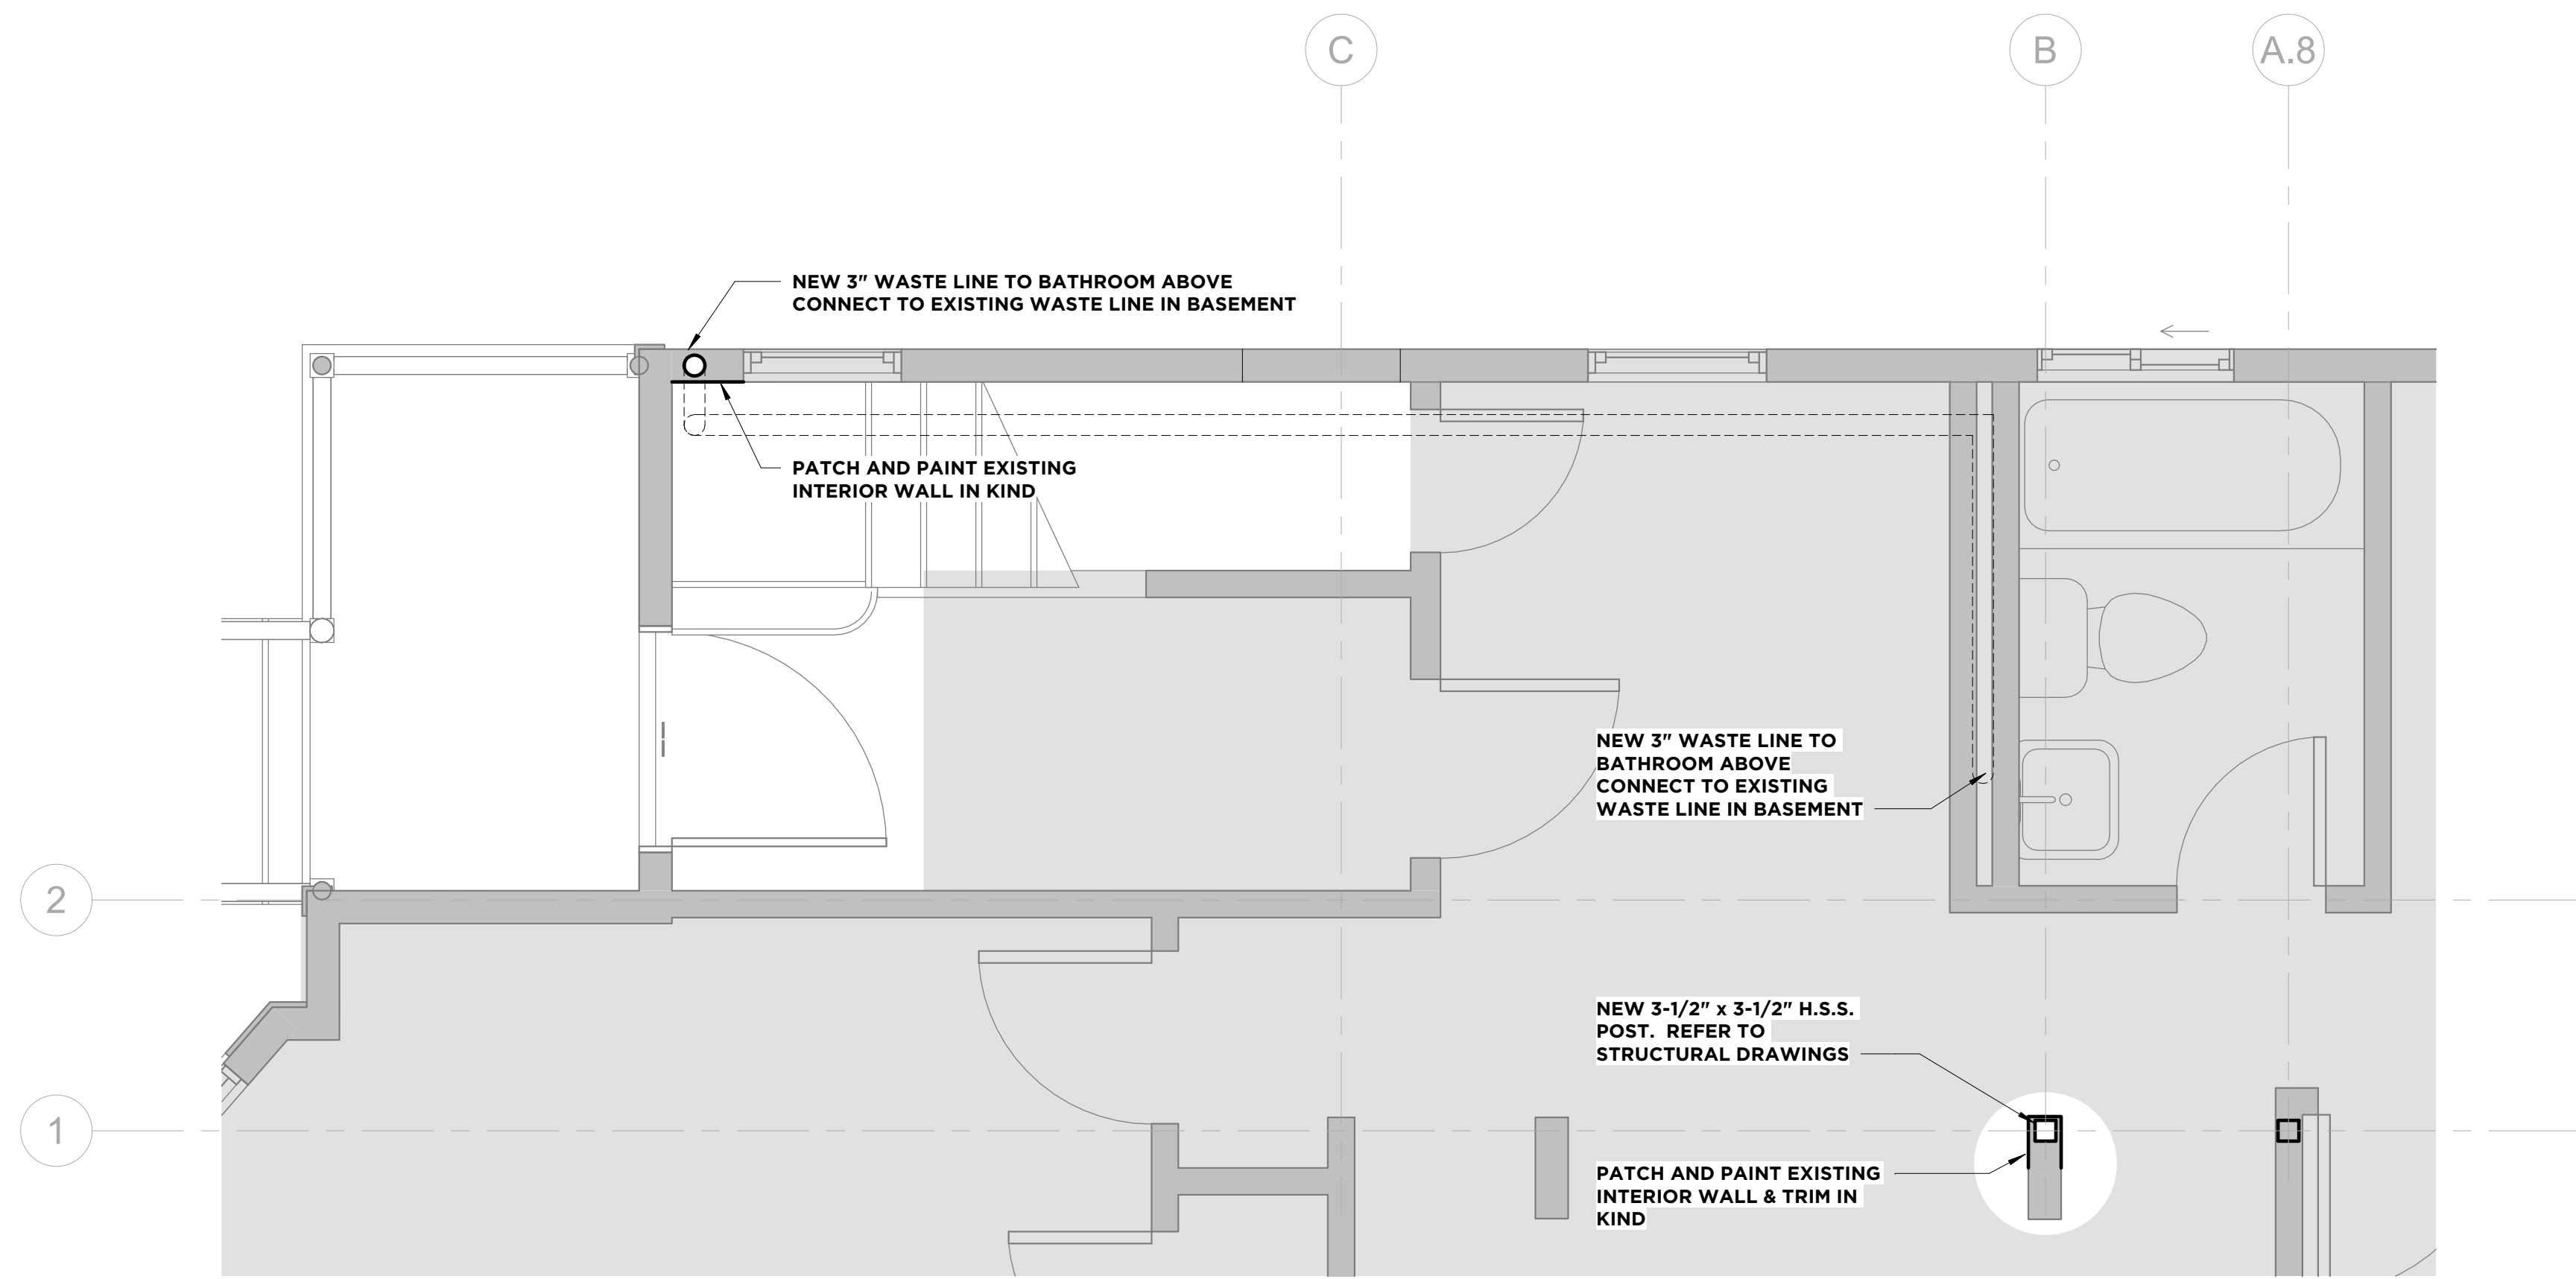 C
B
A.8
NEW 3" WASTE LINE TO BATHROOM ABOVE
CONNECT TO EXISTING WASTE LINE IN BASEMENT
PATCH AND PAINT EXISTING
INTERIOR WALL IN KIND
NEW 3" WASTE LINE TO
BATHROOM ABOVE
CONNECT TO EXISTING
WASTE LINE IN BASEMENT
2
NEW 3-1/2" x 3-1/2" H.S.S.
POST. REFER TO
STRUCTURAL DRAWINGS
1
PATCH AND PAINT EXISTING
INTERIOR WALL & TRIM IN
KIND